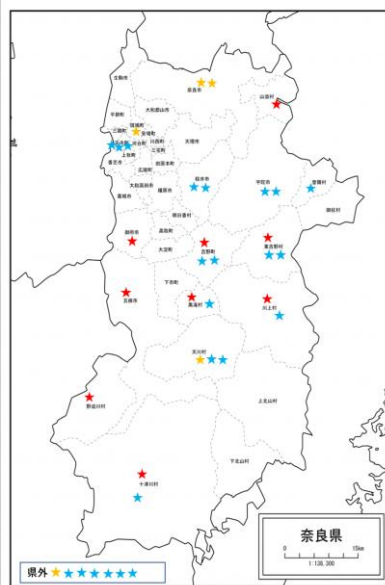 生駒市
奈良市
山添村
大和郡山市
平群町
斑鳩町
三郷町
安堵町
王寺町
河合町
川西町
天理市
三宅町
上牧町
香芝市
広陵町
田原本町
桜井市
宇陀市
曽爾村
大和高田市
橿原市
葛城市
御杖村
明日香村
御所市
高取町
吉野町
東吉野村
大淀町
下市町
五條市
黒滝村
川上村
天川村
野迫川村
上北山村
下北山村
十津川村
奈良県
0 15km
1:138,300
県外